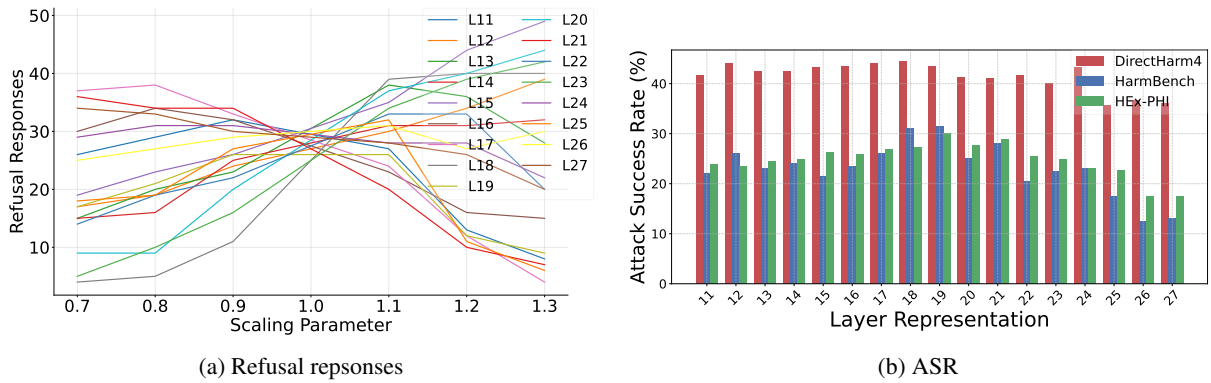 50
40
30
20
10
Refusal Responses
0.7 0.8 0.9 1.0 1.1 1.2 1.3
Scaling Parameter
L11
L12
L13
L14
L15
L16
L17
L18
L19
L20
L21
L22
L23
L24
L25
L26
L27
(a) Refusal repsonses
40
30
20
10
0
Attack Success Rate (%)
11 12 13 14 15 16 17 18 19 20 21 22 23 24 25 26 27
Layer Representation
DirectHarm4
HarmBench
HEx-PHI
(b) ASR